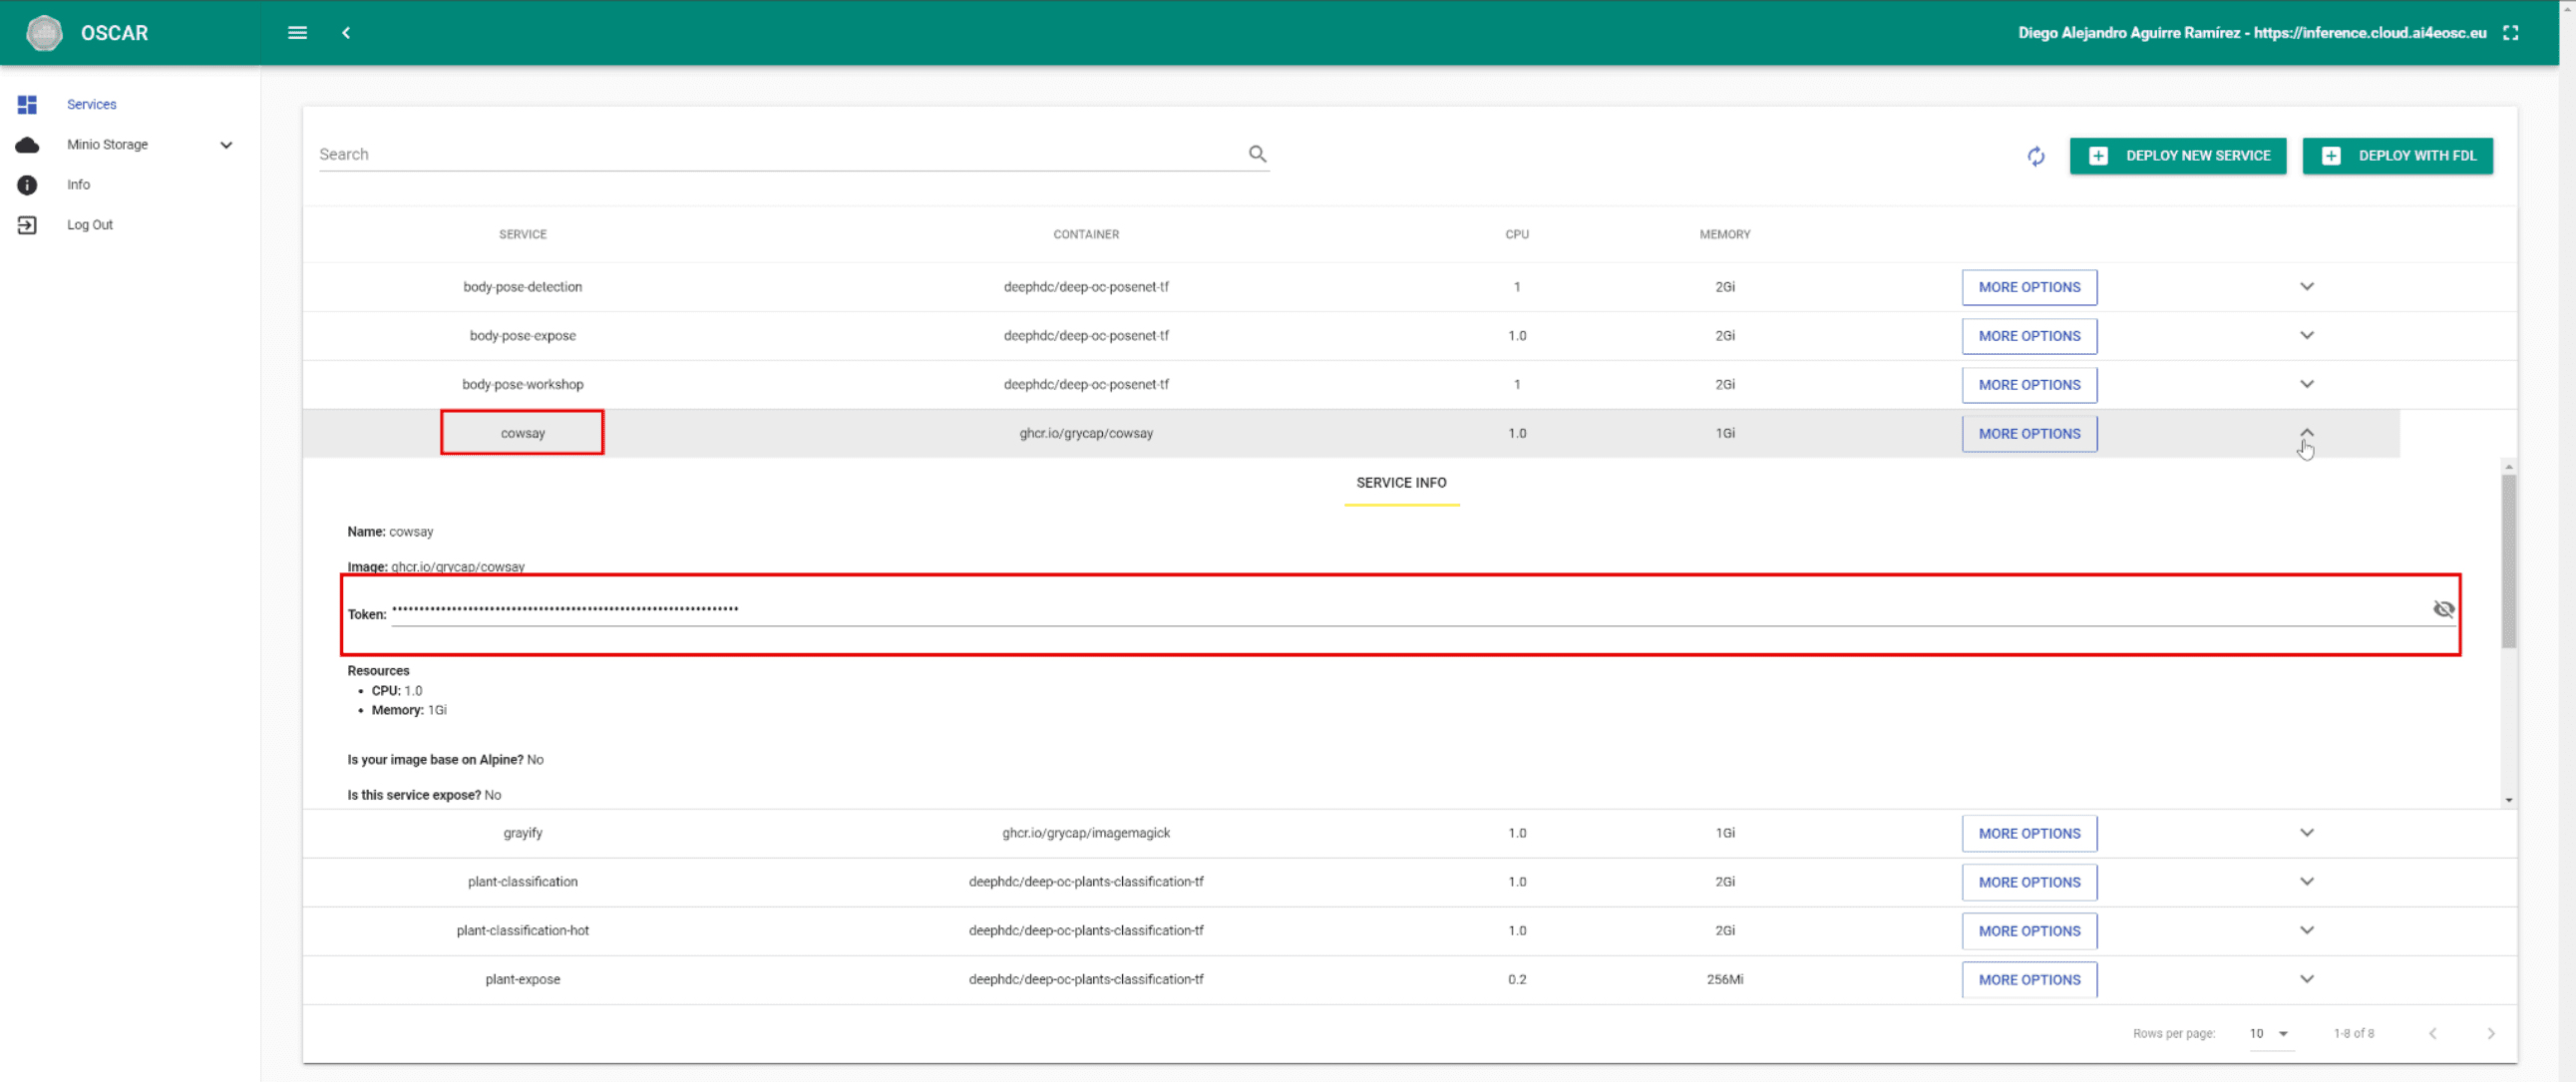 OSCAR
Diego Alejandro Aguirre Ramírez - https://inference.cloud.ai4eosc.eu
Services
Minio Storage
Info
Log Out
Search
DEPLOY NEW SERVICE
DEPLOY WITH FDL
SERVICE CONTAINER CPU MEMORY
body-pose-detection deephdc/deep-oc-posenet-tf 1 2Gi MORE OPTIONS
body-pose-expose deephdc/deep-oc-posenet-tf 1.0 2Gi MORE OPTIONS
body-pose-workshop deephdc/deep-oc-posenet-tf 1 2Gi MORE OPTIONS
cowsay ghcr.io/grycap/cowsay 1.0 1Gi MORE OPTIONS
SERVICE INFO
Name: cowsay
Image: ghcr.io/grycap/cowsay
Token:
Resources
• CPU: 1.0
• Memory: 1Gi
Is your image base on Alpine? No
Is this service expose? No
grayify ghcr.io/grycap/imagemagick 1.0 1Gi MORE OPTIONS
plant-classification deephdc/deep-oc-plants-classification-tf 1.0 2Gi MORE OPTIONS
plant-classification-hot deephdc/deep-oc-plants-classification-tf 1.0 2Gi MORE OPTIONS
plant-expose deephdc/deep-oc-plants-classification-tf 0.2 256Mi MORE OPTIONS
Rows per page: 10 1-8 of 8